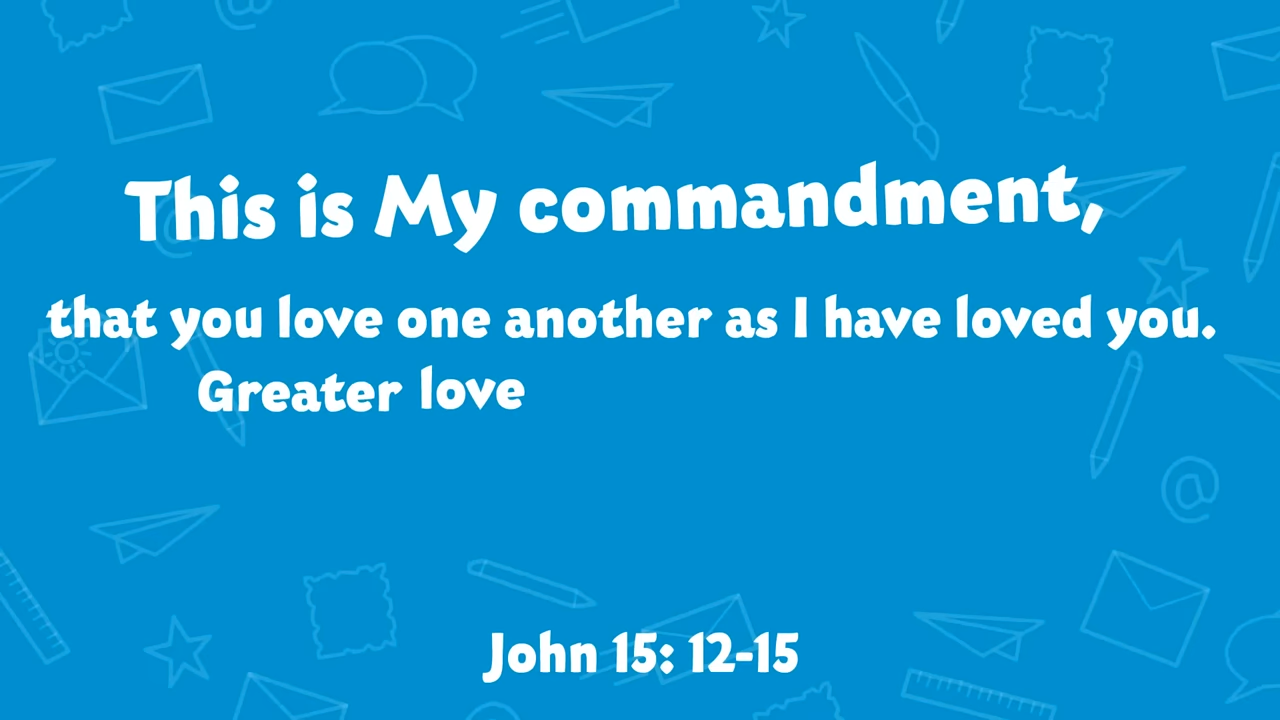 This is My commandment,
that you love one another as I have loved you.
Greater love
John 15: 12-15